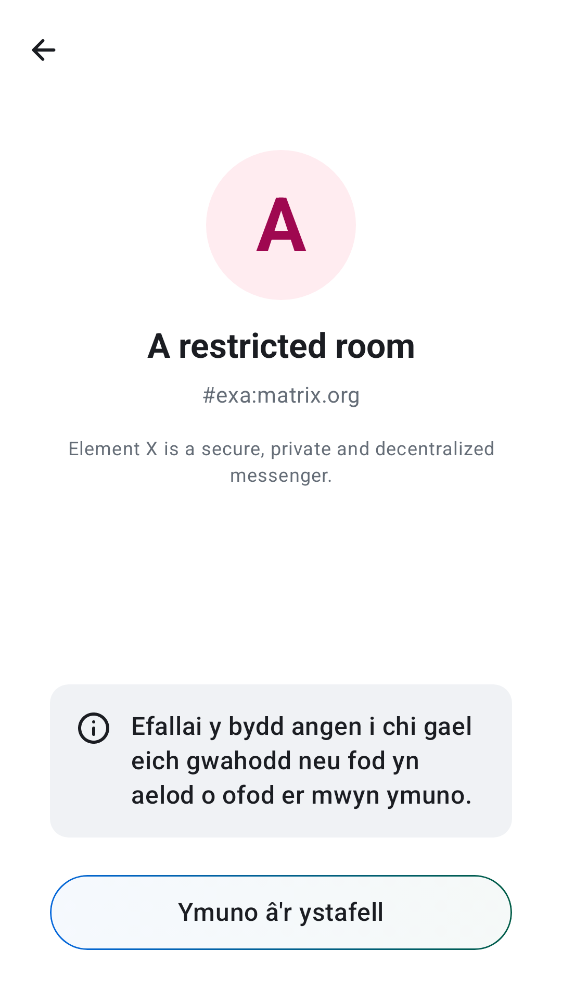 A
A restricted room
#exa:matrix.org
Element X is a secure, private and decentralized
messenger.
Efallai y bydd angen i chi gael
eich gwahodd neu fod yn
aelod o ofod er mwyn ymuno.
Ymuno â'r ystafell